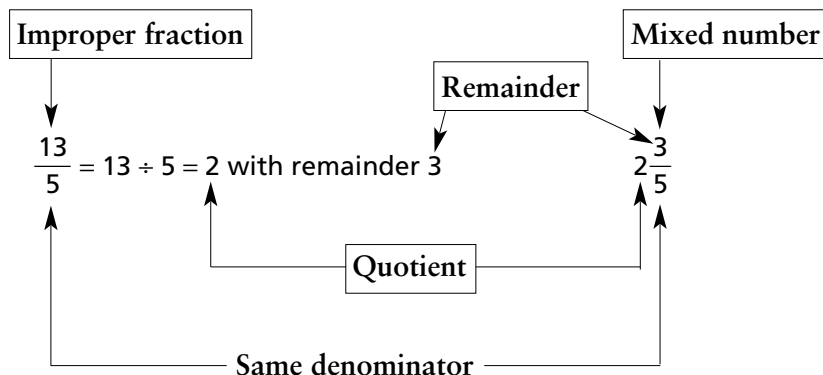 Improper fraction
Mixed number
Remainder
13/5 = 13 ÷ 5 = 2 with remainder 3
2 3/5
Quotient
Same denominator